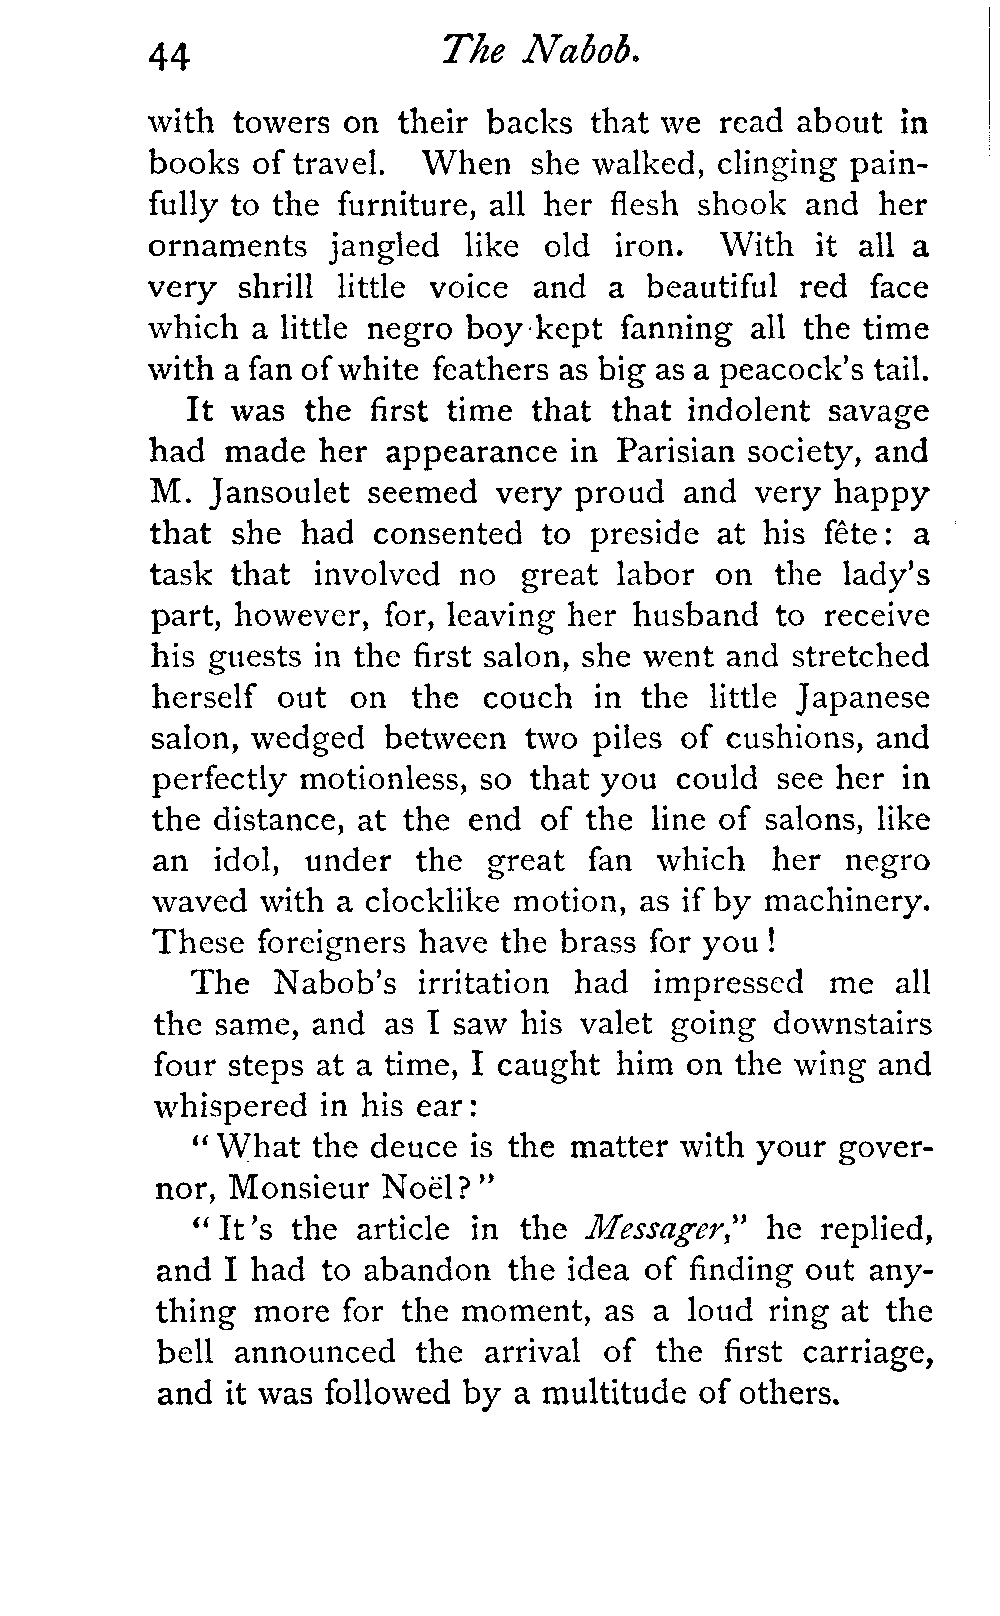 44 The Nabob.
with towers on their backs that we read about in
books of travel. When she walked, clinging pain-
fully to the furniture, all her flesh shook and her
ornaments jangled like old iron. With it all a
very shrill little voice and a beautiful red face
which a little negro boy kept fanning all the time
with a fan of white feathers as big as a peacock's tail.
It was the first time that that indolent savage
had made her appearance in Parisian society, and
M. Jansoulet seemed very proud and very happy
that she had consented to preside at his fête: a
task that involved no great labor on the lady's
part, however, for, leaving her husband to receive
his guests in the first salon, she went and stretched
herself out on the couch in the little Japanese
salon, wedged between two piles of cushions, and
perfectly motionless, so that you could see her in
the distance, at the end of the line of salons, like
an idol, under the great fan which her negro
waved with a clocklike motion, as if by machinery.
These foreigners have the brass for you!
The Nabob's irritation had impressed me all
the same, and as I saw his valet going downstairs
four steps at a time, I caught him on the wing and
whispered in his ear:
"What the deuce is the matter with your gover-
nor, Monsieur Noël?"
"It's the article in the Messager," he replied,
and I had to abandon the idea of finding out any-
thing more for the moment, as a loud ring at the
bell announced the arrival of the first carriage,
and it was followed by a multitude of others.